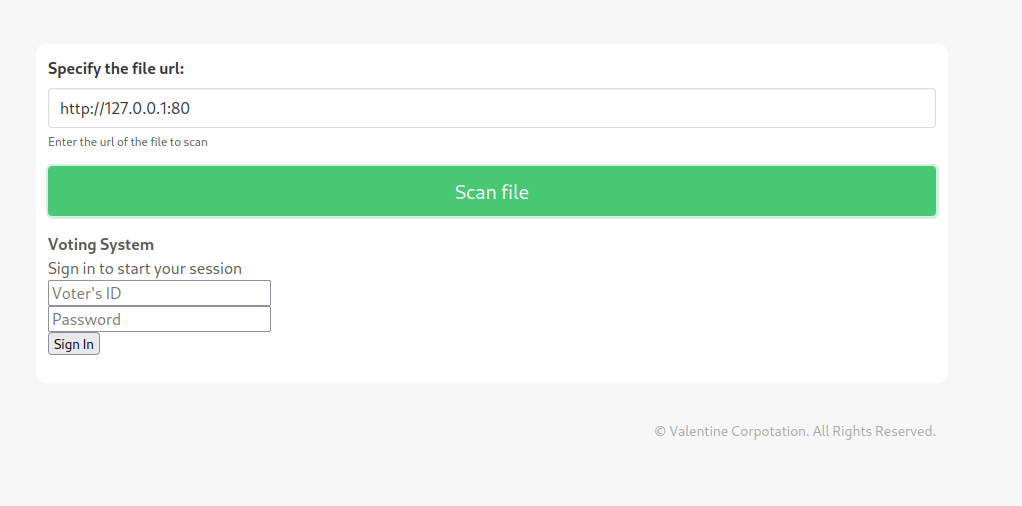 Specify the file url:
http://127.0.0.1:80
Enter the url of the file to scan
Scan file
Voting System
Sign in to start your session
Voter's ID
Password
Sign In
© Valentine Corpotation. All Rights Reserved.